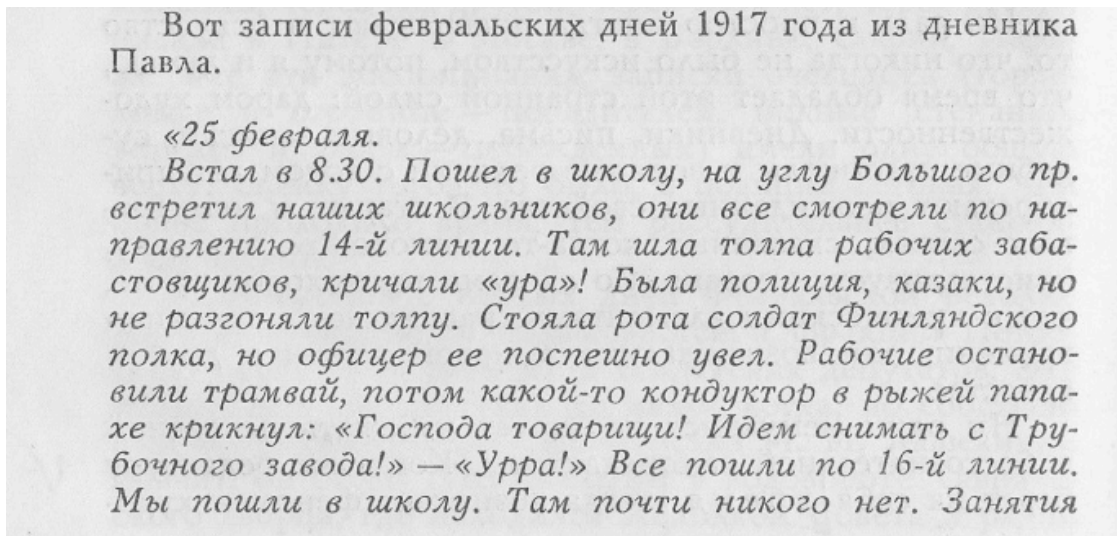 Вот записи февральских дней 1917 года из дневника
Павла.
«25 февраля.
Встал в 8.30. Пошел в школу, на углу Большого пр.
встретил наших школьников, они все смотрели по на-
правлению 14-й линии. Там шла толпа рабочих заба-
стовщиков, кричали «ура»! Была полиция, казаки, но
не разгоняли толпу. Стояла рота солдат Финляндского
полка, но офицер ее поспешно увел. Рабочие остано-
вили трамвай, потом какой-то кондуктор в рыжей папа-
хе крикнул: «Господа товарищи! Идем снимать с Тру-
бочного завода!» — «Урра!» Все пошли по 16-й линии.
Мы пошли в школу. Там почти никого нет. Занятия